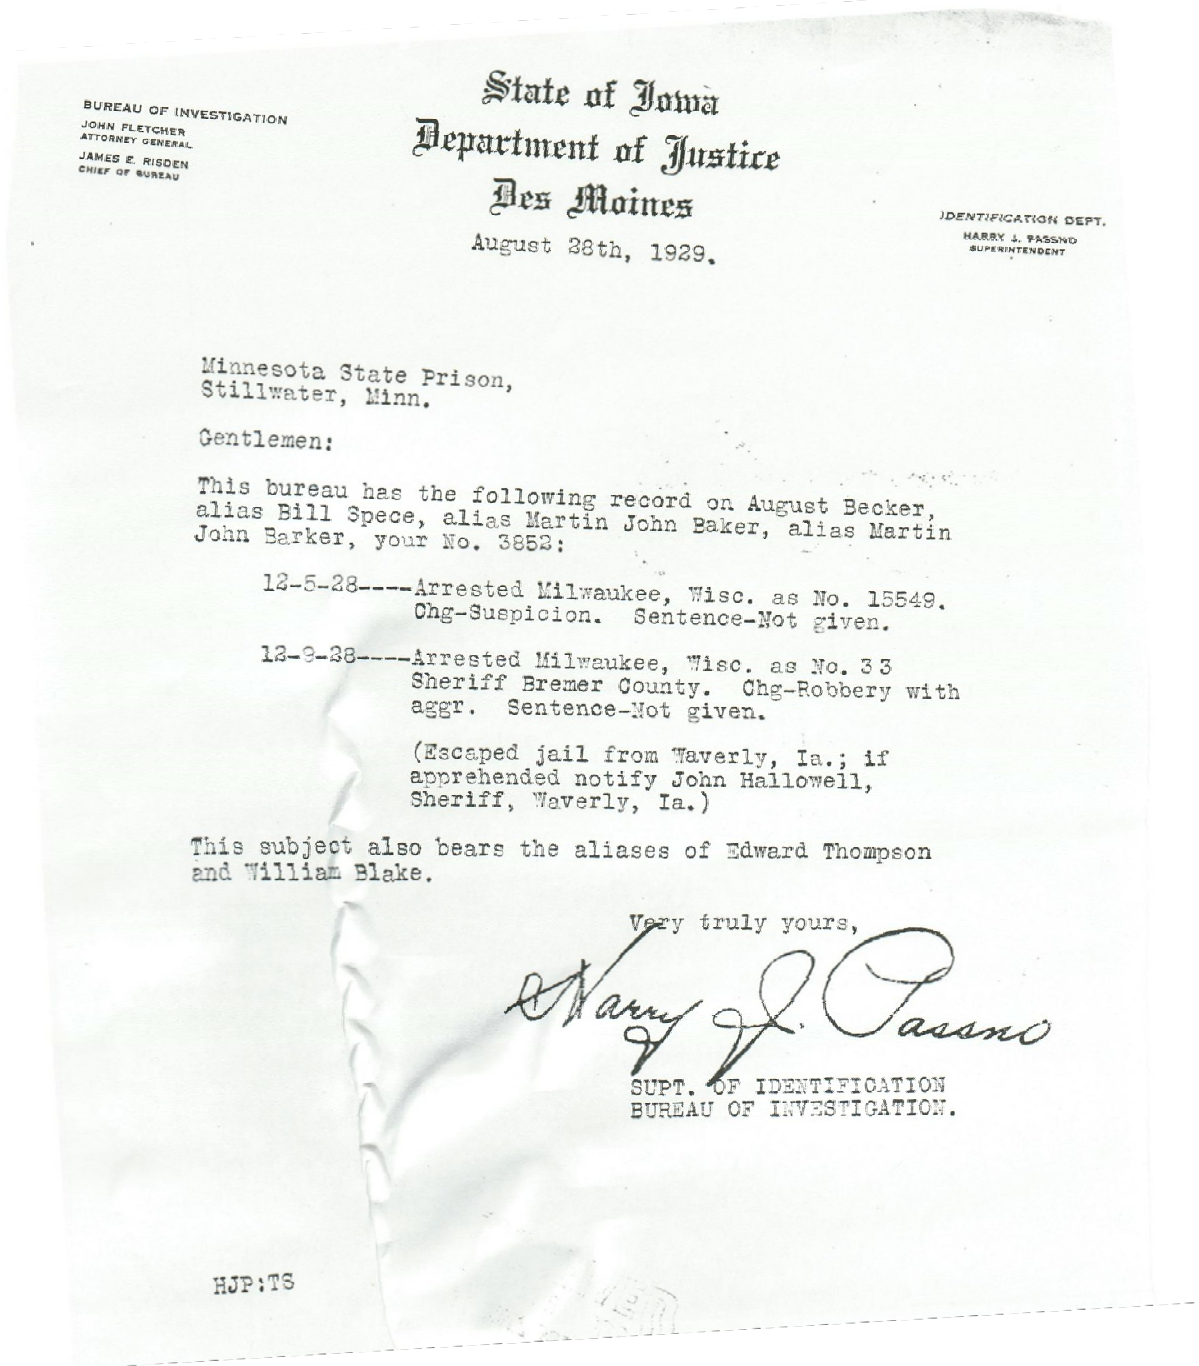 State of Iowa
Department of Justice
Des Moines
BUREAU OF INVESTIGATION
JOHN FLETCHER
ATTORNEY GENERAL
JAMES E. RISDEN
CHIEF OF BUREAU
IDENTIFICATION DEPT.
HARRY J. PASSNO
SUPERINTENDENT
August 28th, 1929.
Minnesota State Prison,
Stillwater, Minn.
Gentlemen:
This bureau has the following record on August Becker,
alias Bill Spece, alias Martin John Baker, alias Martin
John Barker, your No. 3852:
12-5-28----Arrested Milwaukee, Wisc. as No. 15549.
Chg-Suspicion. Sentence-Not given.
12-9-28----Arrested Milwaukee, Wisc. as No. 33
Sheriff Bremer County. Chg-Robbery with
aggr. Sentence-Not given.
(Escaped jail from Waverly, Ia.; if
apprehended notify John Hallowell,
Sheriff, Waverly, Ia.)
This subject also bears the aliases of Edward Thompson
and William Blake.
Very truly yours,
Harry J. Passno
SUPT. OF IDENTIFICATION
BUREAU OF INVESTIGATION.
HJP:TS